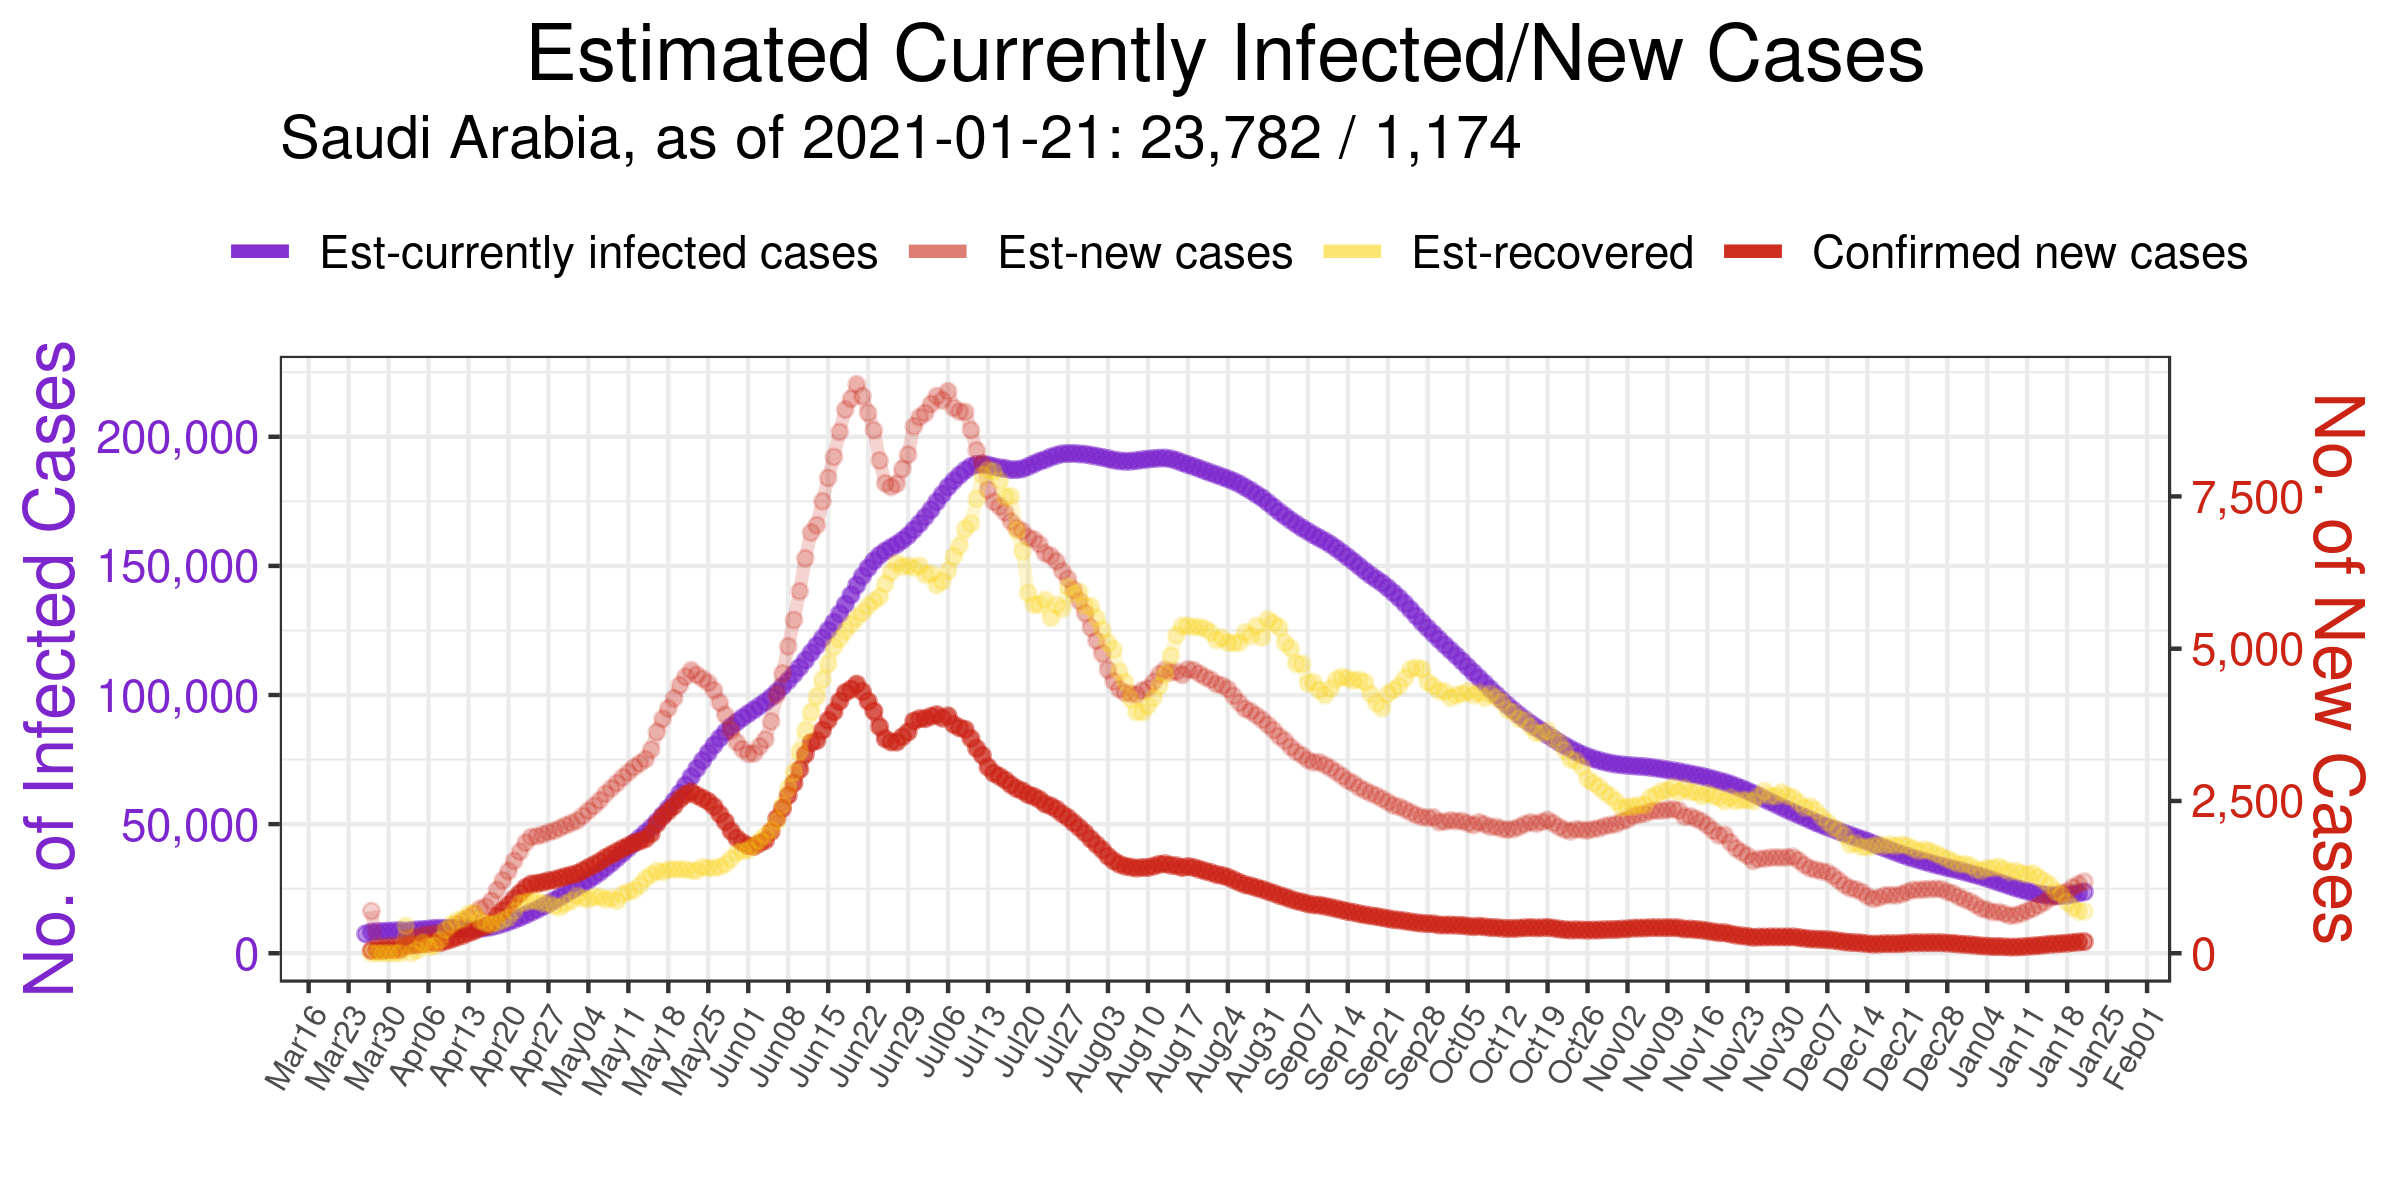 Estimated Currently Infected/New Cases
Saudi Arabia, as of 2021-01-21: 23,782 / 1,174
Est-currently infected cases Est-new cases Est-recovered Confirmed new cases
No. of Infected Cases
200,000
150,000
100,000
50,000
0
7,500
5,000
2,500
0
No. of New Cases
Mar16 Mar23 Mar30 Apr06 Apr13 Apr20 Apr27 May04 May11 May18 May25 Jun01 Jun08 Jun15 Jun22 Jun29 Jul06 Jul13 Jul20 Jul27 Aug03 Aug10 Aug17 Aug24 Aug31 Sep07 Sep14 Sep21 Sep28 Oct05 Oct12 Oct19 Oct26 Nov02 Nov09 Nov16 Nov23 Nov30 Dec07 Dec14 Dec21 Dec28 Jan04 Jan11 Jan18 Jan25 Feb01